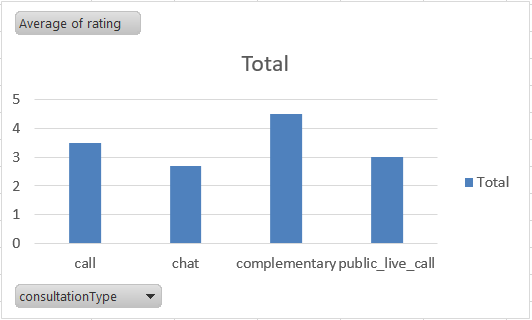 Average of rating
Total
5
4
3
2
1
0
Total
call chat complementary public_live_call
consultationType